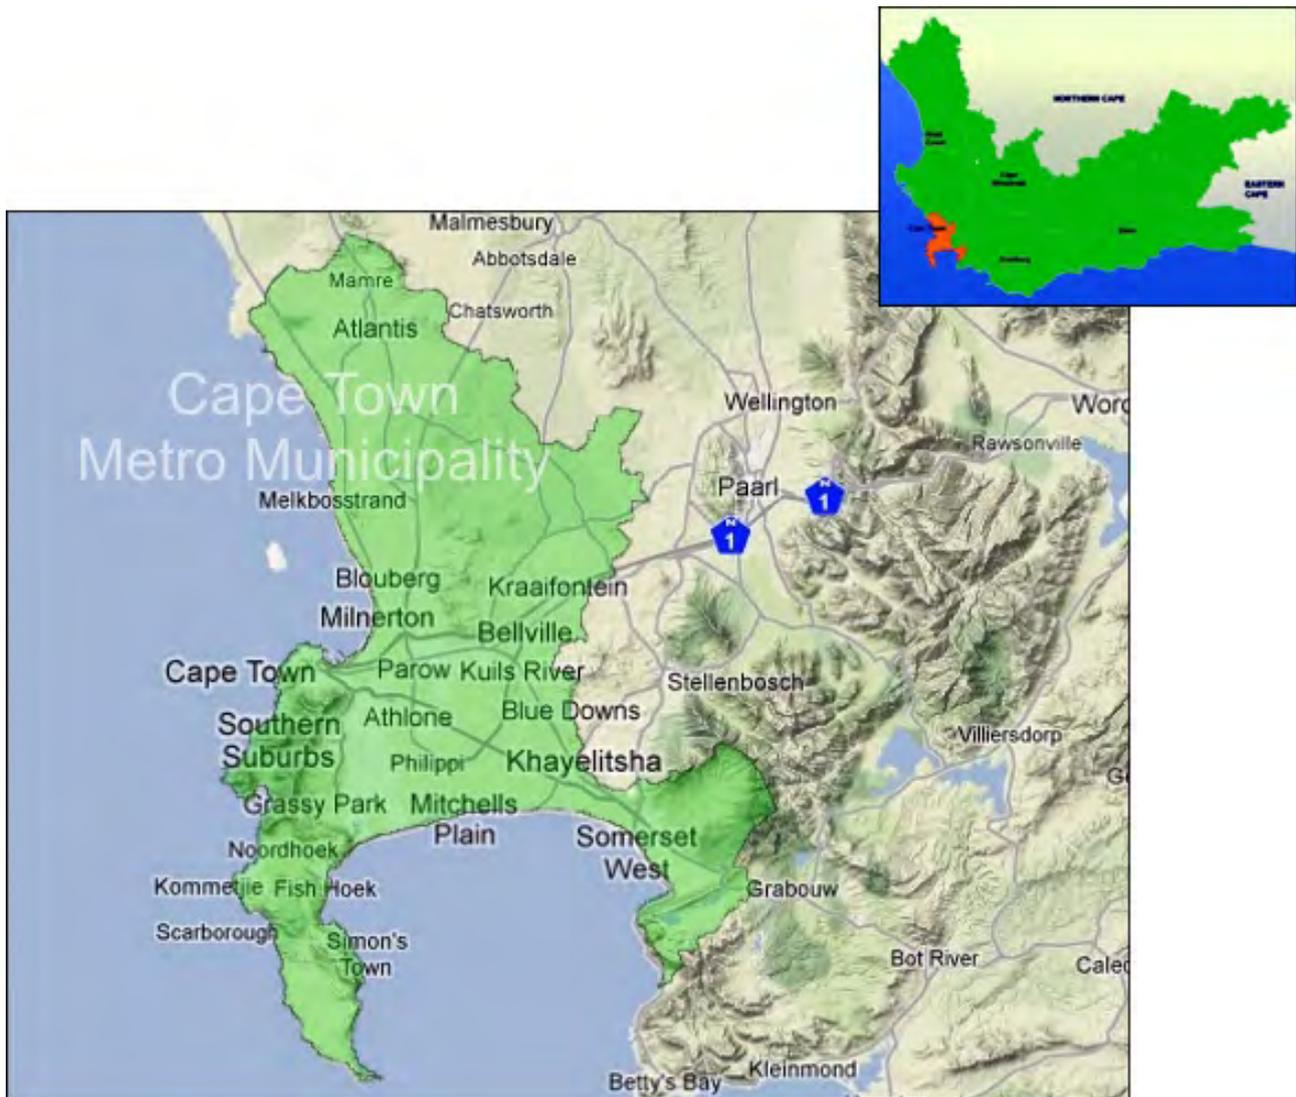 NORTHERN CAPE
EASTERN
CAPE
Malmesbury
Abbotsdale
Mamre
Chatsworth
Atlantis
Cape Town
Metro Municipality
Wellington
Worc
Rawsonville
Paarl
N
1
N
1
Melkbosstrand
Blouberg
Kraaifontein
Milnerton
Bellville
Cape Town
Parow
Kuils River
Stellenbosch
Southern
Suburbs
Athlone
Blue Downs
Villiersdorp
Philippi
Khayelitsha
Grassy Park
Mitchells
Plain
Somerset
West
Noordhoek
Kommetjie
Fish Hoek
Grabouw
Scarborough
Simon's
Town
Bot River
Caled
Kleinmond
Betty's Bay